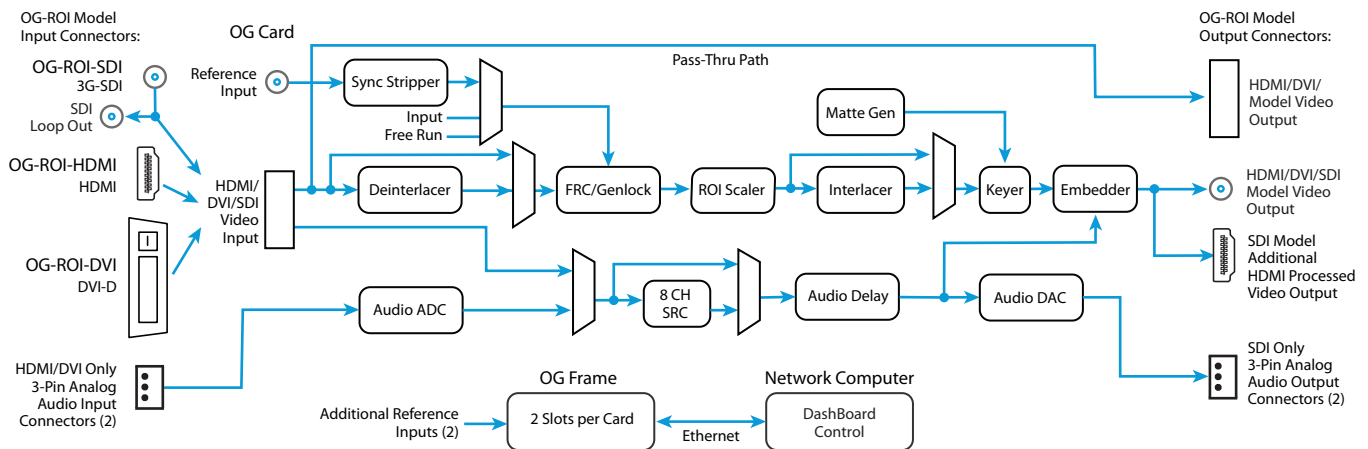 OG-ROI Model
Input Connectors:
OG-ROI-SDI
3G-SDI
SDI
Loop Out
OG-ROI-HDMI
HDMI
OG-ROI-DVI
DVI-D
HDMI/DVI Only
3-Pin Analog
Audio Input
Connectors (2)
OG Card
Reference
Input
Sync Stripper
Input
Free Run
Pass-Thru Path
HDMI/
DVI/SDI
Video
Input
Deinterlacer
FRC/Genlock
ROI Scaler
Matte Gen
Interlacer
Keyer
Embedder
Audio ADC
8 CH
SRC
Audio Delay
Audio DAC
OG-ROI Model
Output Connectors:
HDMI/DVI/
Model Video
Output
HDMI/DVI/SDI
Model Video
Output
SDI Model
Additional
HDMI Processed
Video Output
SDI Only
3-Pin Analog
Audio Output
Connectors (2)
Additional Reference
Inputs (2)
OG Frame
2 Slots per Card
Ethernet
Network Computer
DashBoard
Control